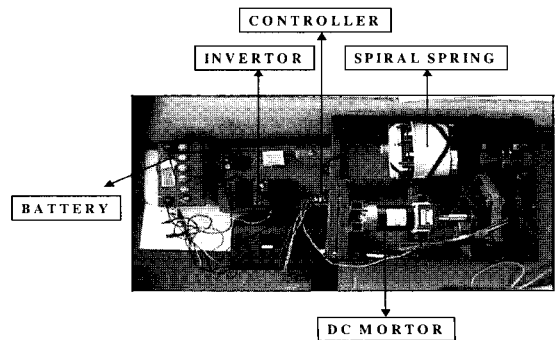 CONTROLLER
INVERTOR
SPIRAL SPRING
BATTERY
DC MORTOR